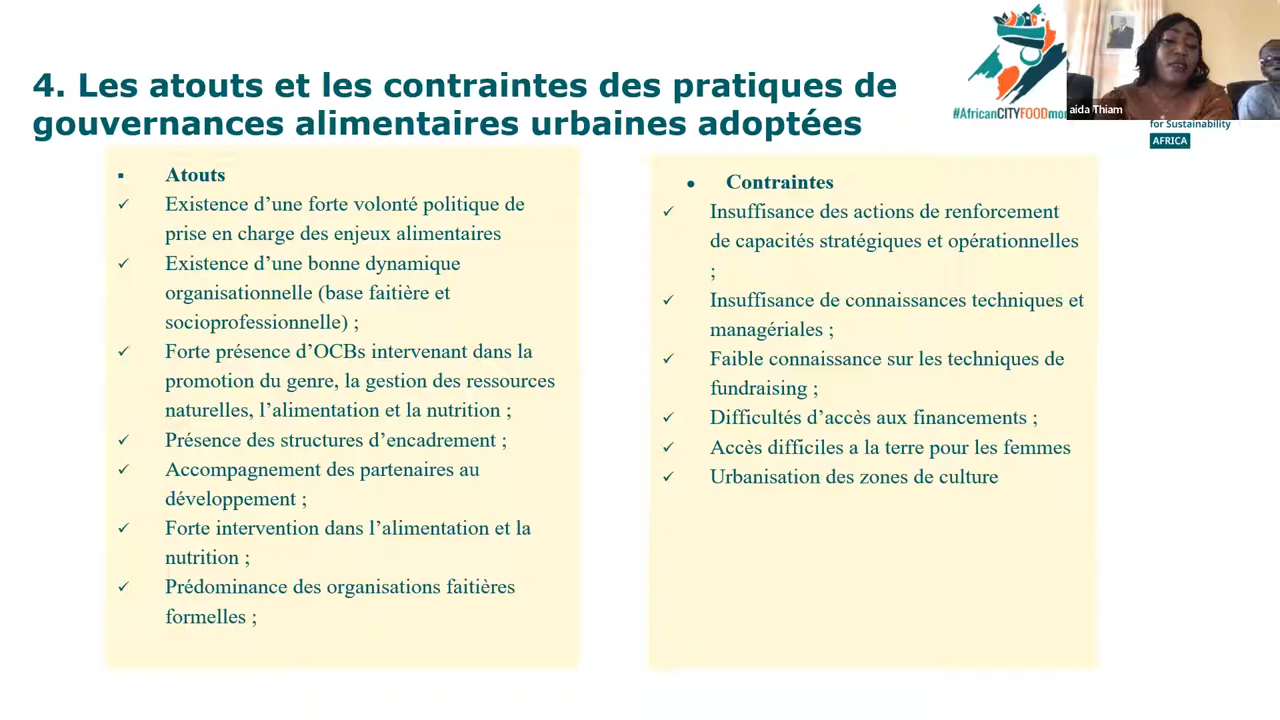 4. Les atouts et les contraintes des pratiques de
gouvernances alimentaires urbaines adoptées
#AfricanCITYFOODmon
aida Thiam
for Sustainability
AFRICA
▪ Atouts
✓ Existence d’une forte volonté politique de
prise en charge des enjeux alimentaires
✓ Existence d’une bonne dynamique
organisationnelle (base faitière et
socioprofessionnelle) ;
✓ Forte présence d’OCBs intervenant dans la
promotion du genre, la gestion des ressources
naturelles, l’alimentation et la nutrition ;
✓ Présence des structures d’encadrement ;
✓ Accompagnement des partenaires au
développement ;
✓ Forte intervention dans l’alimentation et la
nutrition ;
✓ Prédominance des organisations faitières
formelles ;
• Contraintes
✓ Insuffisance des actions de renforcement
de capacités stratégiques et opérationnelles
;
✓ Insuffisance de connaissances techniques et
managériales ;
✓ Faible connaissance sur les techniques de
fundraising ;
✓ Difficultés d’accès aux financements ;
✓ Accès difficiles a la terre pour les femmes
✓ Urbanisation des zones de culture